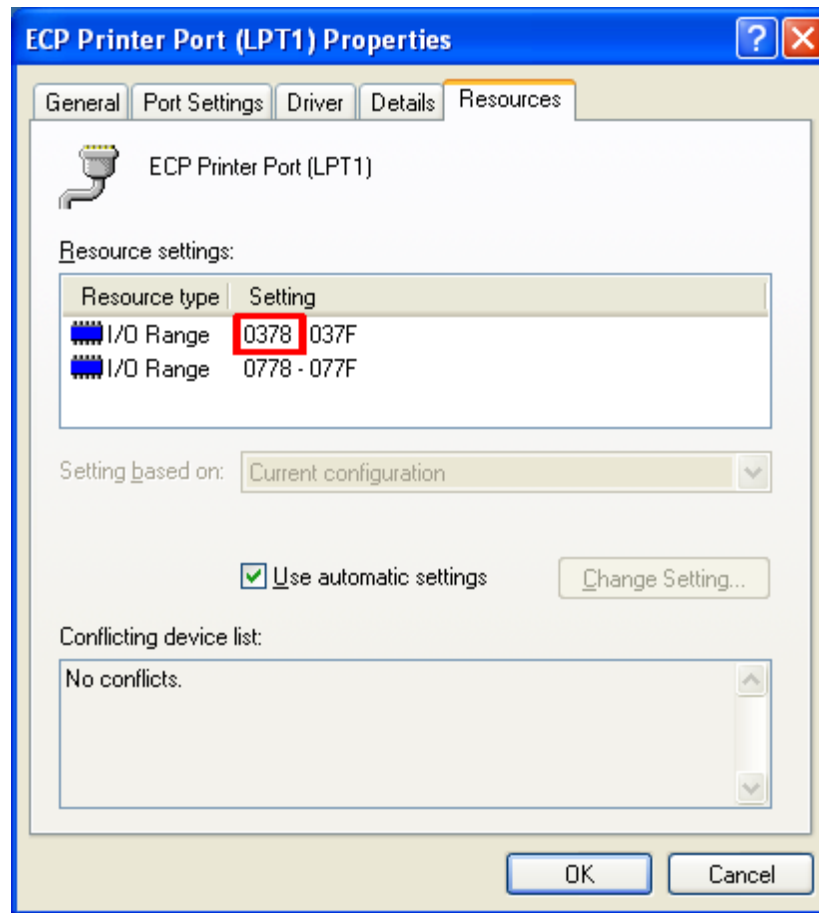 ECP Printer Port (LPT1) Properties
General Port Settings Driver Details Resources
ECP Printer Port (LPT1)
Resource settings:
Resource type Setting
I/O Range 0378 037F
I/O Range 0778 - 077F
Setting based on: Current configuration
Use automatic settings Change Setting...
Conflicting device list:
No conflicts.
OK Cancel